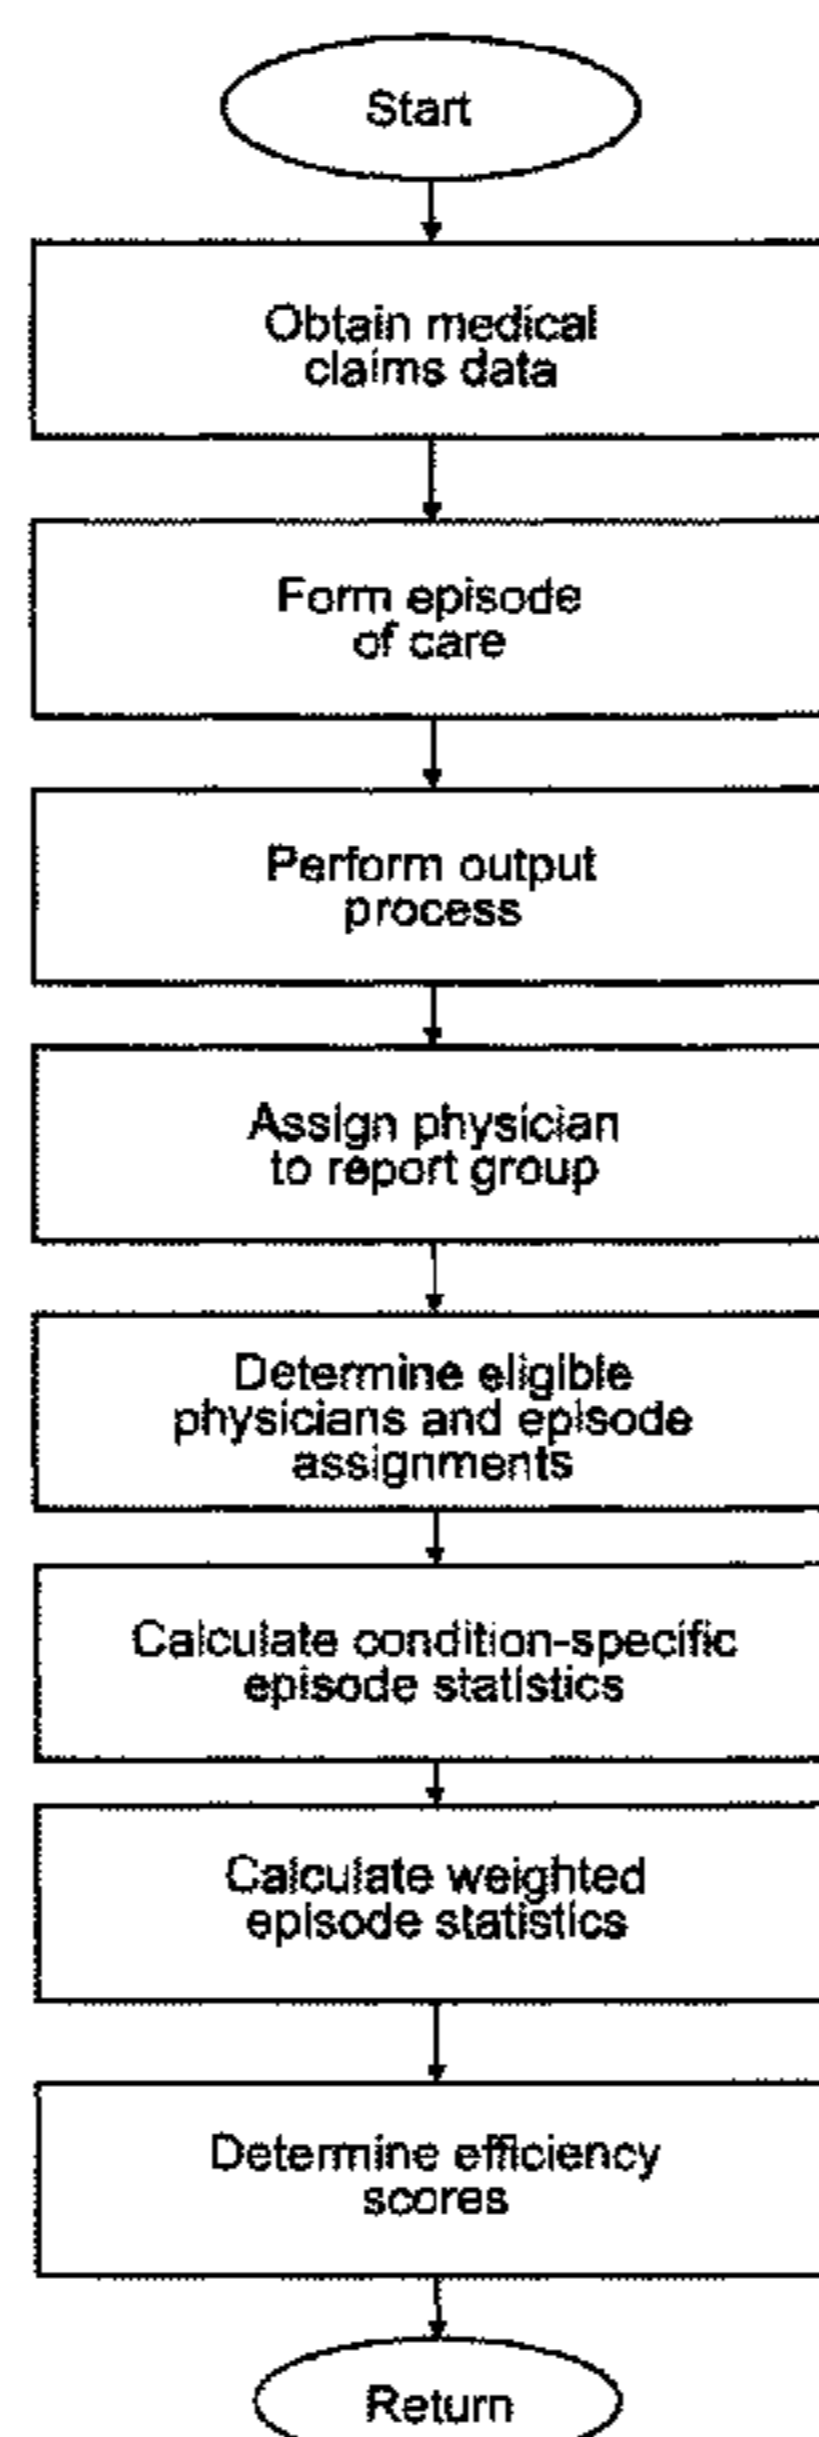 Start
Obtain medical
claims data
Form episode
of care
Perform output
process
Assign physician
to report group
Determine eligible
physicians and episode
assignments
Calculate condition-specific
episode statistics
Calculate weighted
episode statistics
Determine efficiency
scores
Return